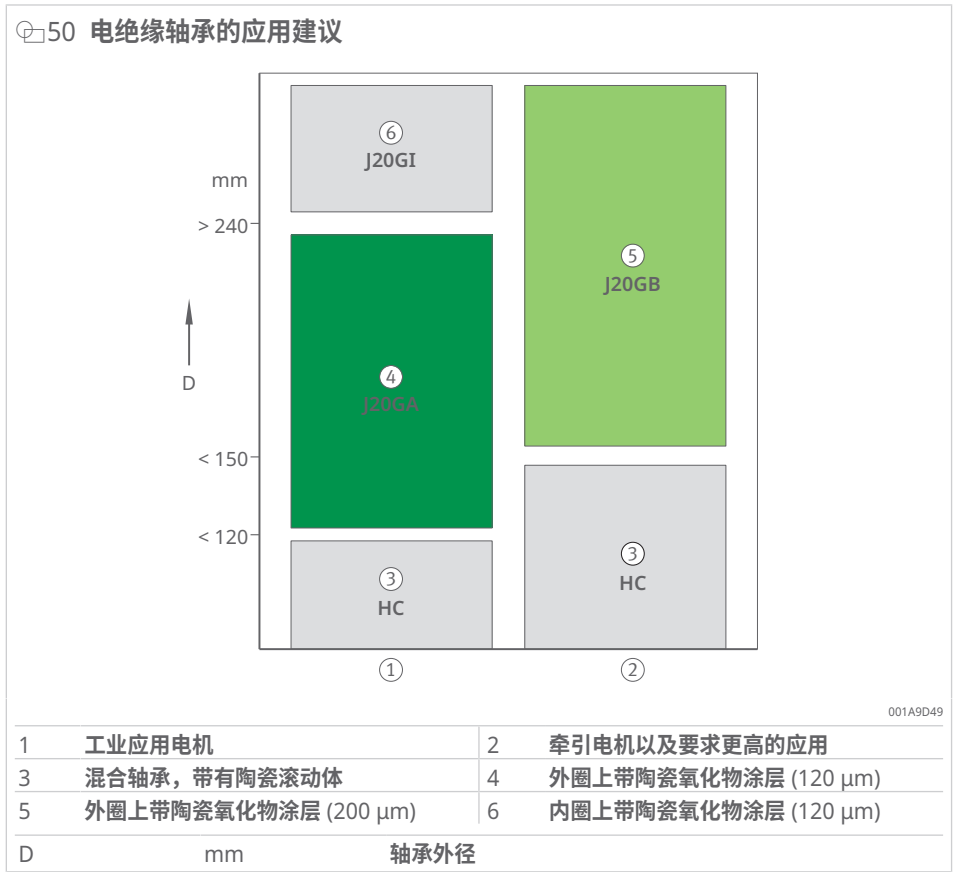 50 电绝缘轴承的应用建议
⑥
J20GI
mm
> 240
⑤
J20GB
④
J20GA
D
< 150
< 120
③
HC
③
HC
①
②
001A9D49
1 工业应用电机 2 牵引电机以及要求更高的应用
3 混合轴承，带有陶瓷滚动体 4 外圈上带陶瓷氧化物涂层 (120 μm)
5 外圈上带陶瓷氧化物涂层 (200 μm) 6 内圈上带陶瓷氧化物涂层 (120 μm)
D mm 轴承外径